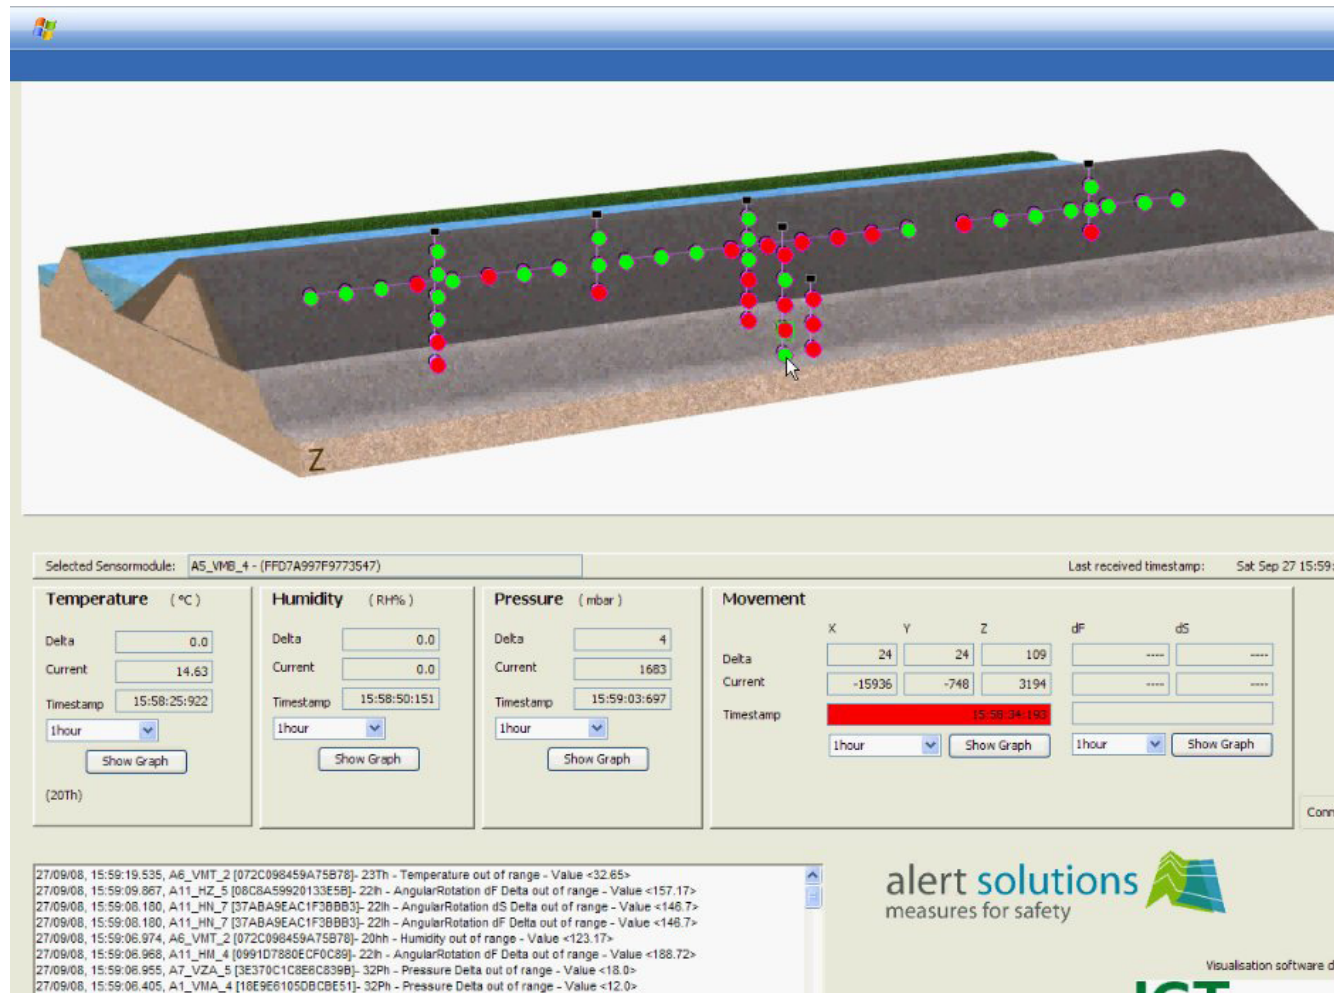 Z
Selected Sensormodule: A5_VMB_4 - (FFD7A997F9773547) Last received timestamp: Sat Sep 27 15:59:
Temperature (°C) Humidity (RH%) Pressure (mbar) Movement
X Y Z dF dS
Delta 0.0 Delta 0.0 Delta 4 Delta 24 24 109 ---- ----
Current 14.63 Current 0.0 Current 1683 Current -15936 -748 3194 ---- ----
Timestamp 15:58:25:922 Timestamp 15:58:50:151 Timestamp 15:59:03:697 Timestamp 15:58:34:193
1hour 1hour 1hour 1hour Show Graph 1hour Show Graph
Show Graph Show Graph Show Graph
(20Th)
Conn
27/09/08, 15:59:19.535, A6_VMT_2 [072C098459A75B78]- 23Th - Temperature out of range - Value <32.65>
27/09/08, 15:59:09.867, A11_HZ_5 [08C8A59920133E5B]- 22Ih - AngularRotation dF Delta out of range - Value <157.17>
27/09/08, 15:59:08.180, A11_HN_7 [37ABA9EAC1F3BBB3]- 22Ih - AngularRotation dS Delta out of range - Value <146.7>
27/09/08, 15:59:08.180, A11_HN_7 [37ABA9EAC1F3BBB3]- 22Ih - AngularRotation dF Delta out of range - Value <146.7>
27/09/08, 15:59:06.974, A6_VMT_2 [072C098459A75B78]- 20hh - Humidity out of range - Value <123.17>
27/09/08, 15:59:06.968, A11_HM_4 [0991D7880ECF0C89]- 22Ih - AngularRotation dF Delta out of range - Value <188.72>
27/09/08, 15:59:06.955, A7_VZA_5 [3E370C1C8E6C839B]- 32Ph - Pressure Delta out of range - Value <18.0>
27/09/08, 15:59:06.405, A1_VMA_4 [18E9E6105DBCBE51]- 32Ph - Pressure Delta out of range - Value <12.0>
alert solutions
measures for safety
Visualisation software d